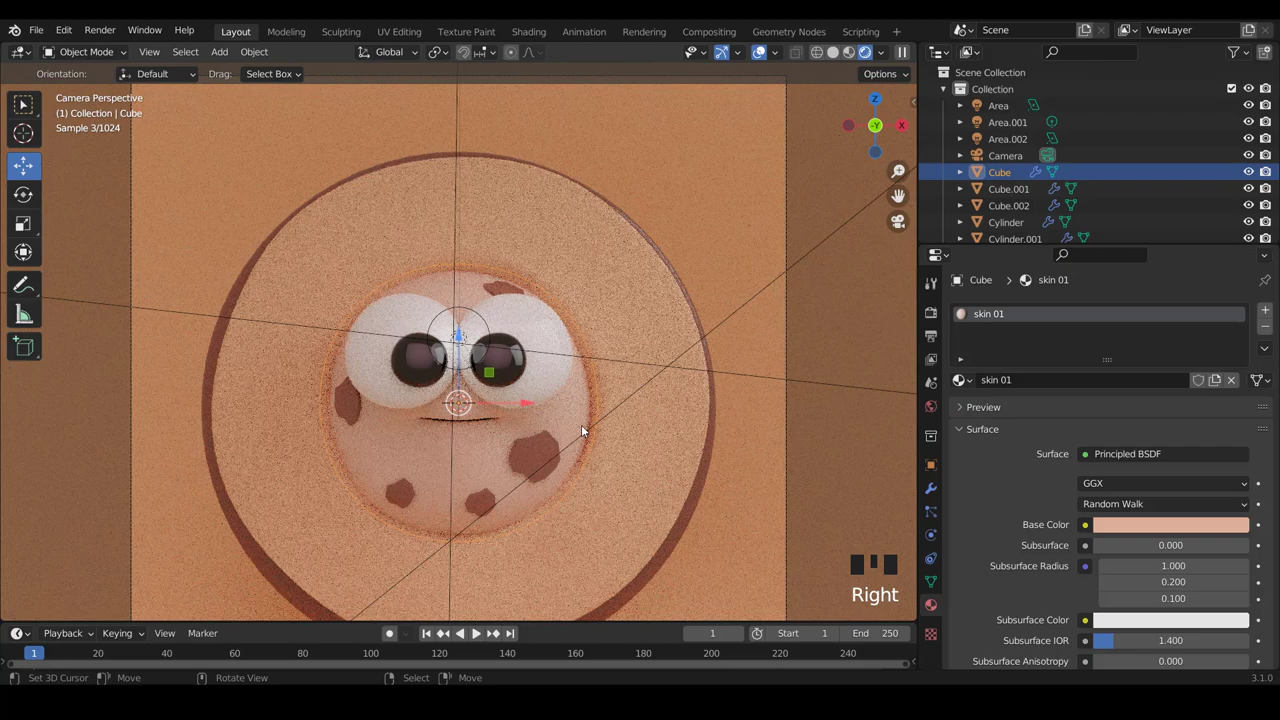 File Edit Render Window Help Layout Modeling Sculpting UV Editing Texture Paint Shading Animation Rendering Compositing Geometry Nodes Scripting Scene ViewLayer
Object Mode View Select Add Object Global
Orientation: Default Drag: Select Box Options
Camera Perspective
(1) Collection | Cube
Sample 3/1024
Z
-Y
X
Scene Collection
Collection
Area
Area.001
Area.002
Camera
Cube
Cube.001
Cube.002
Cylinder
Cylinder.001
Cube skin 01
skin 01
skin 01
Preview
Surface
Surface Principled BSDF
GGX
Random Walk
Base Color
Subsurface 0.000
Subsurface Radius 1.000
0.200
0.100
Subsurface Color
Subsurface IOR 1.400
Subsurface Anisotropy 0.000
Right
Playback Keying View Marker 1 Start 1 End 250
1 20 40 60 80 100 120 140 160 180 200 220 240
Set 3D Cursor Move Rotate View Select Move 3.1.0